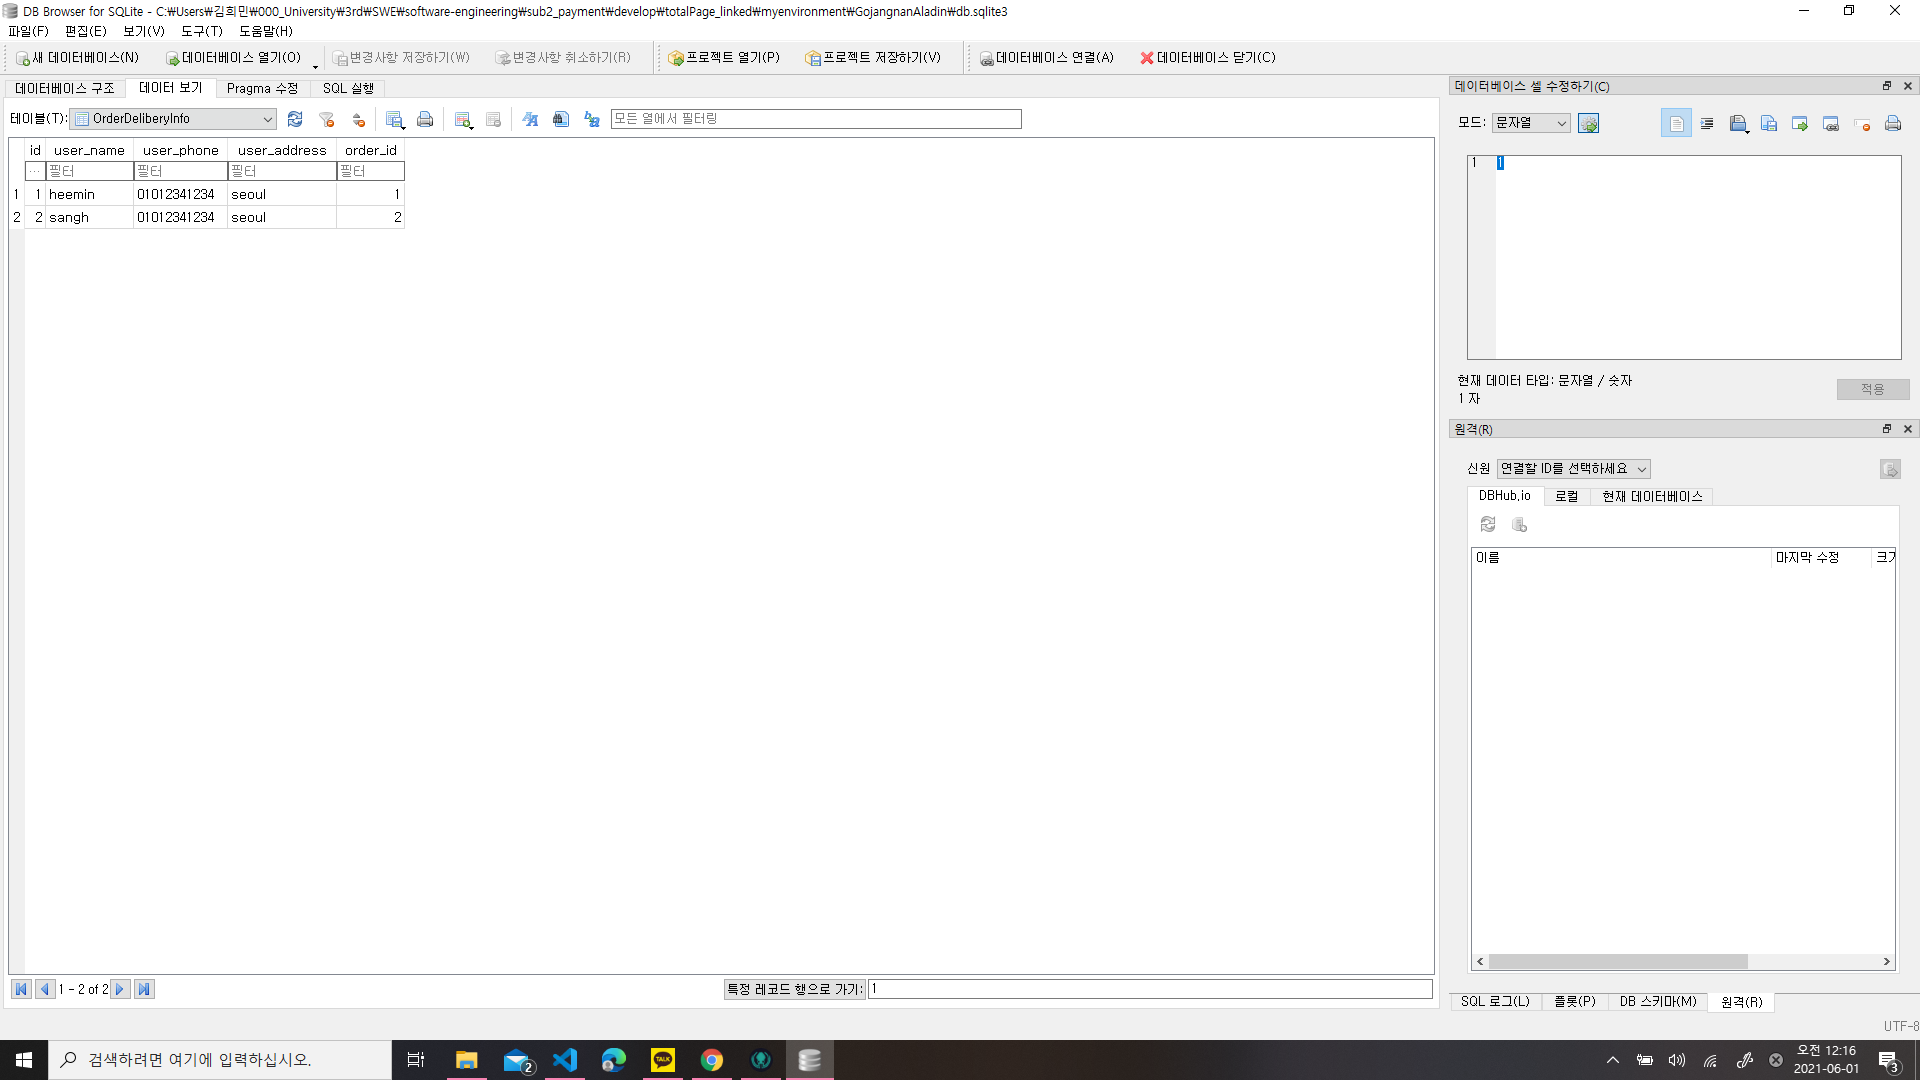 DB Browser for SQLite - C:₩Users₩김희민₩000_University₩3rd₩SWE₩software-engineering₩sub2_payment₩develop₩totalPage_linked₩myenvironment₩GojangnanAladin₩db.sqlite3
파일(F) 편집(E) 보기(V) 도구(T) 도움말(H)
새 데이터베이스(N) 데이터베이스 열기(O) 변경사항 저장하기(W) 변경사항 취소하기(R) 프로젝트 열기(P) 프로젝트 저장하기(V) 데이터베이스 연결(A) 데이터베이스 닫기(C)
데이터베이스 구조 데이터 보기 Pragma 수정 SQL 실행
테이블(T): OrderDeliberyInfo 모든 열에서 필터링
id user_name user_phone user_address order_id
... 필터 필터 필터 필터
1 1 heemin 01012341234 seoul 1
2 2 sangh 01012341234 seoul 2
1 - 2 of 2 특정 레코드 행으로 가기: 1
데이터베이스 셀 수정하기(C)
모드: 문자열
1 1
현재 데이터 타입: 문자열 / 숫자
1 자
적용
원격(R)
신원 연결할 ID를 선택하세요
DBHub.io 로컬 현재 데이터베이스
이름 마지막 수정 크기
SQL 로그(L) 플롯(P) DB 스키마(M) 원격(R)
UTF-8
검색하려면 여기에 입력하십시오.
2
TALK
오전 12:16
2021-06-01
3